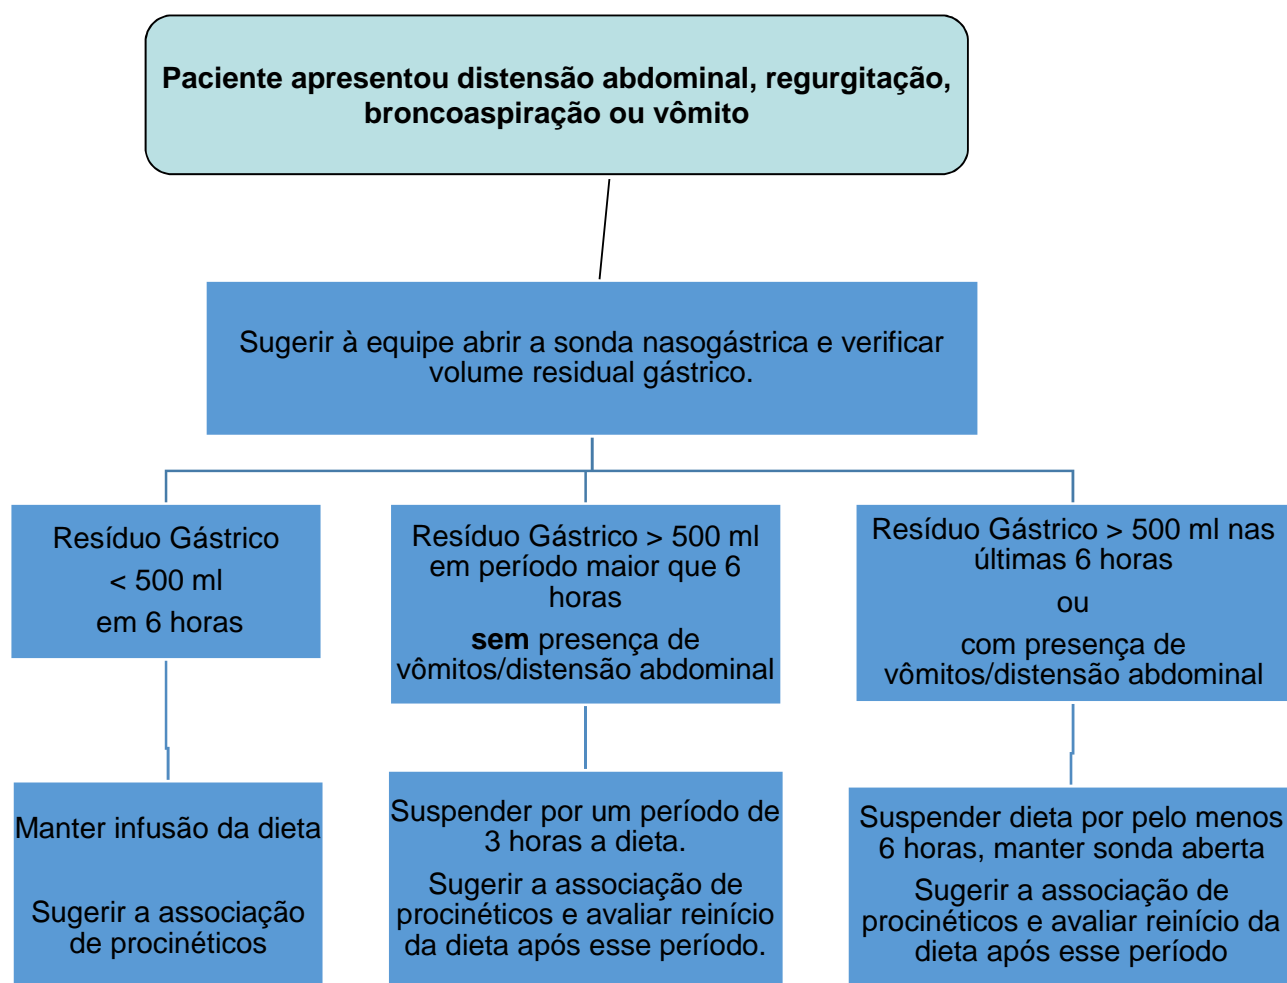 Paciente apresentou distensão abdominal, regurgitação,
broncoaspiração ou vômito
Sugerir à equipe abrir a sonda nasogástrica e verificar
volume residual gástrico.
Resíduo Gástrico
< 500 ml
em 6 horas
Resíduo Gástrico > 500 ml
em período maior que 6
horas
sem presença de
vômitos/distensão abdominal
Resíduo Gástrico > 500 ml nas
últimas 6 horas
ou
com presença de
vômitos/distensão abdominal
Manter infusão da dieta
Sugerir a associação
de procinéticos
Suspender por um período de
3 horas a dieta.
Sugerir a associação de
procinéticos e avaliar reinício
da dieta após esse período.
Suspender dieta por pelo menos
6 horas, manter sonda aberta
Sugerir a associação de
procinéticos e avaliar reinício da
dieta após esse período